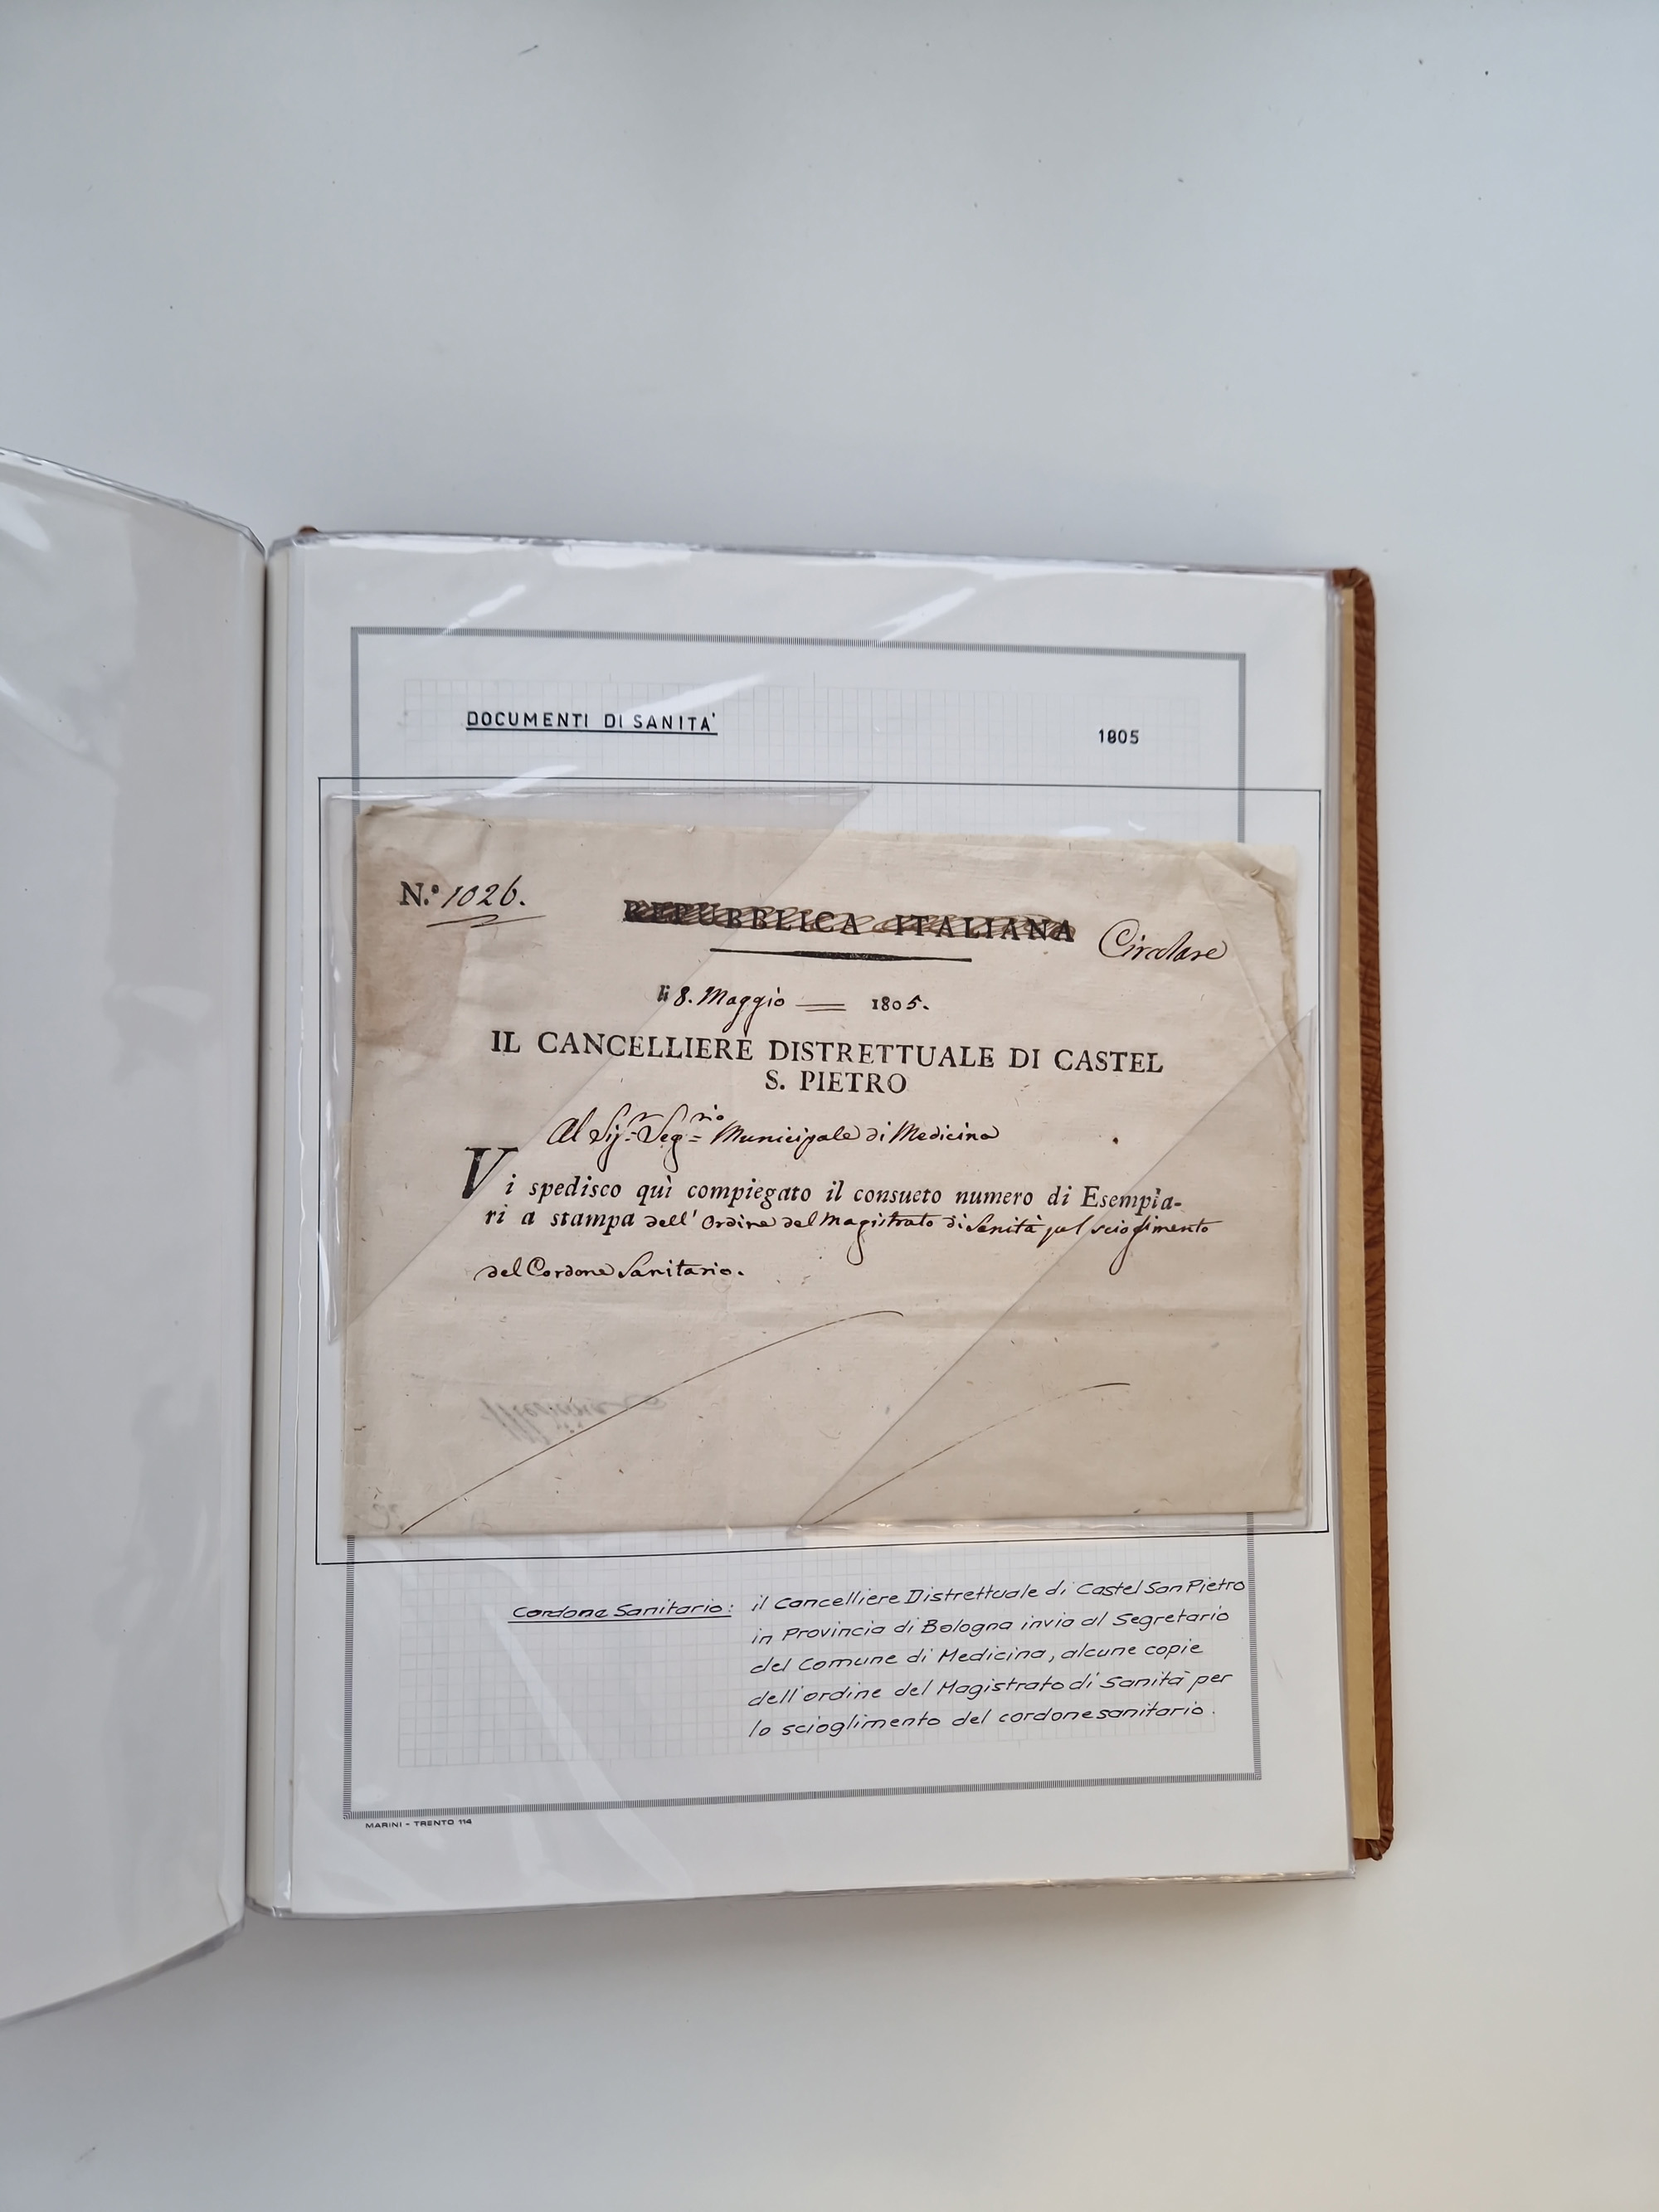 DOCUMENTI DI SANITA'
1805
N.º 1026.
REPUBBLICA ITALIANA
Circolare
li 8. Maggio 1805.
IL CANCELLIERE DISTRETTUALE DI CASTEL
S. PIETRO
Al Sig.r Seg.rio Municipale di Medicina
Vi spedisco quì compiegato il consueto numero di Esempla-
ri a stampa dell' Ordine del Magistrato di Sanità pel scioglimento
del Cordone Sanitario.
Cordone Sanitario: il Cancelliere Distrettuale di Castel San Pietro
in Provincia di Bologna invia al Segretario
del Comune di Medicina, alcune copie
dell'ordine del Magistrato di Sanità per
lo scioglimento del cordone sanitario.
MARINI - TRENTO 114